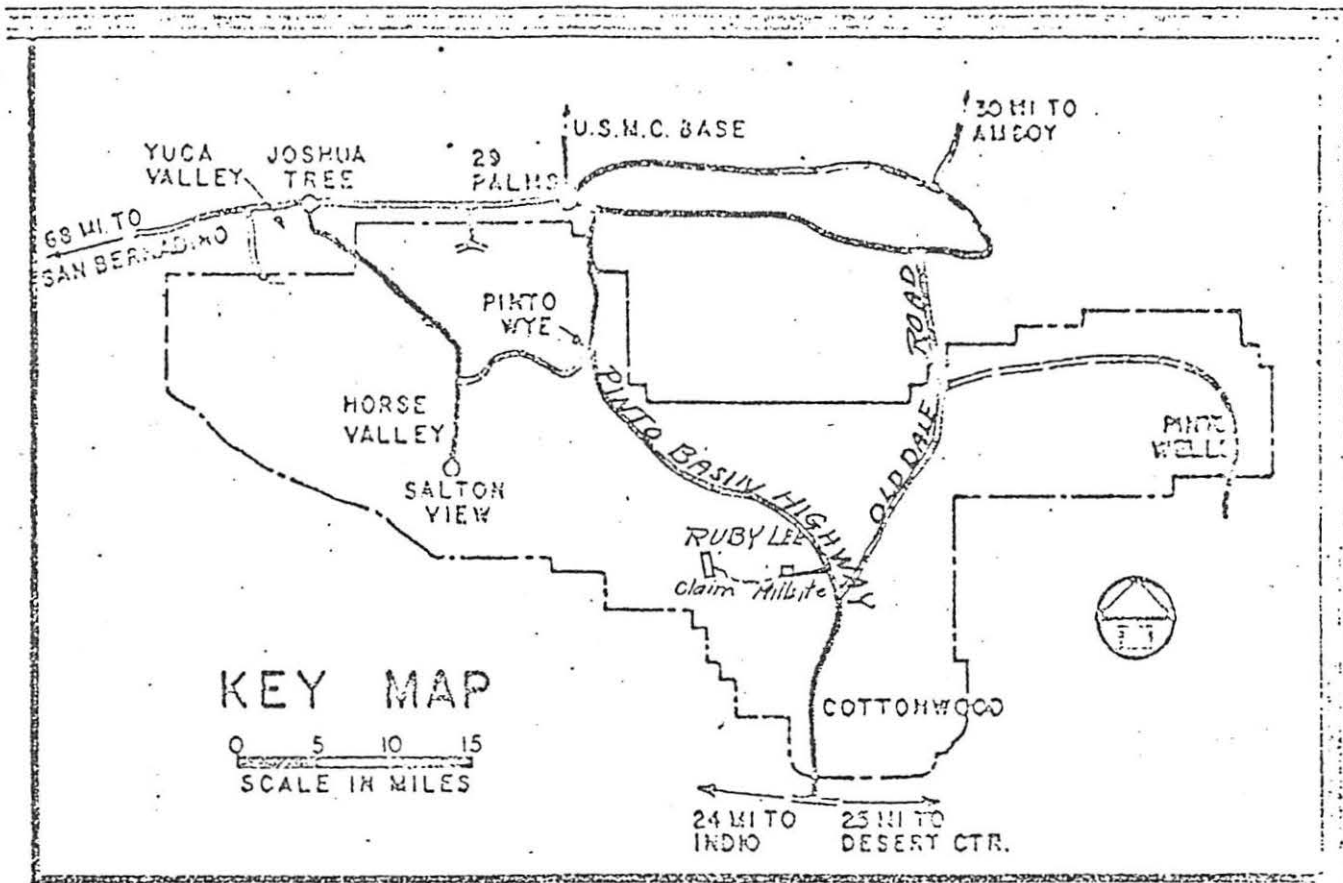 U.S.M.C. BASE
30 MI TO
AMBOY
YUCA
VALLEY
JOSHUA
TREE
29
PALMS
68 MI. TO
SAN BERNADINO
PINTO
WYE
ROAD
HORSE
VALLEY
PINTO BASIN HIGHWAY
OLD DALE
PINTO
WELLS
SALTON
VIEW
RUBY LEE
Claim Millsite
KEY MAP
0 5 10 15
SCALE IN MILES
COTTONWOOD
24 MI TO
INDIO
25 MI TO
DESERT CTR.